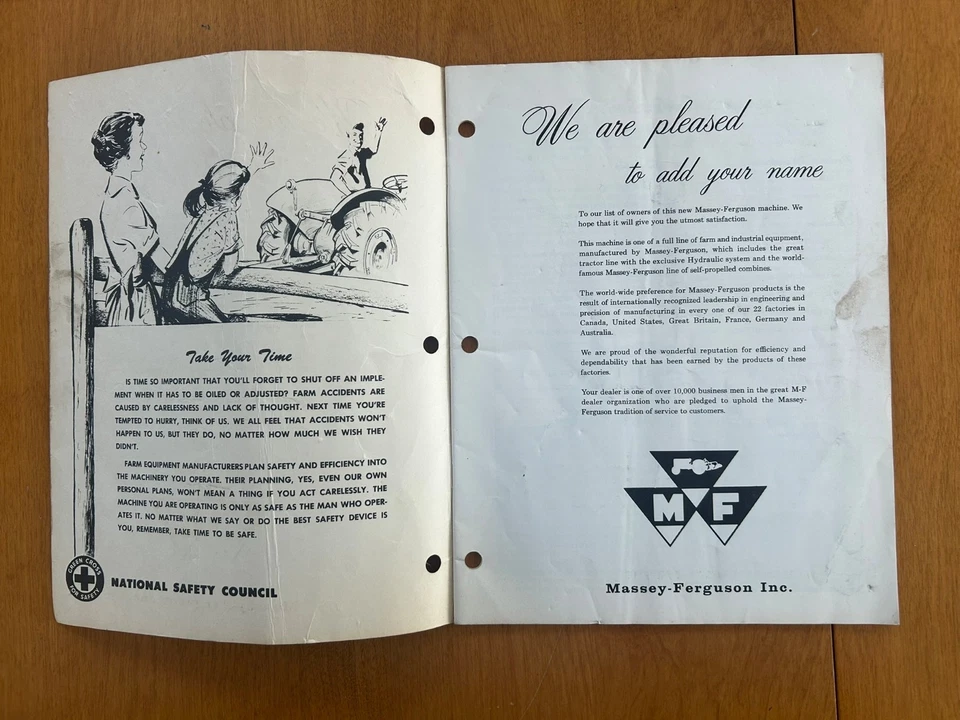 Take Your Time
IS TIME SO IMPORTANT THAT YOU'LL FORGET TO SHUT OFF AN IMPLE-
MENT WHEN IT HAS TO BE OILED OR ADJUSTED? FARM ACCIDENTS ARE
CAUSED BY CARELESSNESS AND LACK OF THOUGHT. NEXT TIME YOU'RE
TEMPTED TO HURRY, THINK OF US. WE ALL FEEL THAT ACCIDENTS WON'T
HAPPEN TO US, BUT THEY DO, NO MATTER HOW MUCH WE WISH THEY
DIDN'T.
FARM EQUIPMENT MANUFACTURERS PLAN SAFETY AND EFFICIENCY INTO
THE MACHINERY YOU OPERATE. THEIR PLANNING, YES, EVEN OUR OWN
PERSONAL PLANS, WON'T MEAN A THING IF YOU ACT CARELESSLY. THE
MACHINE YOU ARE OPERATING IS ONLY AS SAFE AS THE MAN WHO OPER-
ATES IT. NO MATTER WHAT WE SAY OR DO THE BEST SAFETY DEVICE IS
YOU, REMEMBER, TAKE TIME TO BE SAFE.
GREEN CROSS
FOR SAFETY
NATIONAL SAFETY COUNCIL
We are pleased
to add your name
To our list of owners of this new Massey-Ferguson machine. We
hope that it will give you the utmost satisfaction.
This machine is one of a full line of farm and industrial equipment,
manufactured by Massey-Ferguson, which includes the great
tractor line with the exclusive Hydraulic system and the world-
famous Massey-Ferguson line of self-propelled combines.
The world-wide preference for Massey-Ferguson products is the
result of internationally recognized leadership in engineering and
precision of manufacturing in every one of our 22 factories in
Canada, United States, Great Britain, France, Germany and
Australia.
We are proud of the wonderful reputation for efficiency and
dependability that has been earned by the products of these
factories.
Your dealer is one of over 10,000 business men in the great M-F
dealer organization who are pledged to uphold the Massey-
Ferguson tradition of service to customers.
M F
Massey-Ferguson Inc.